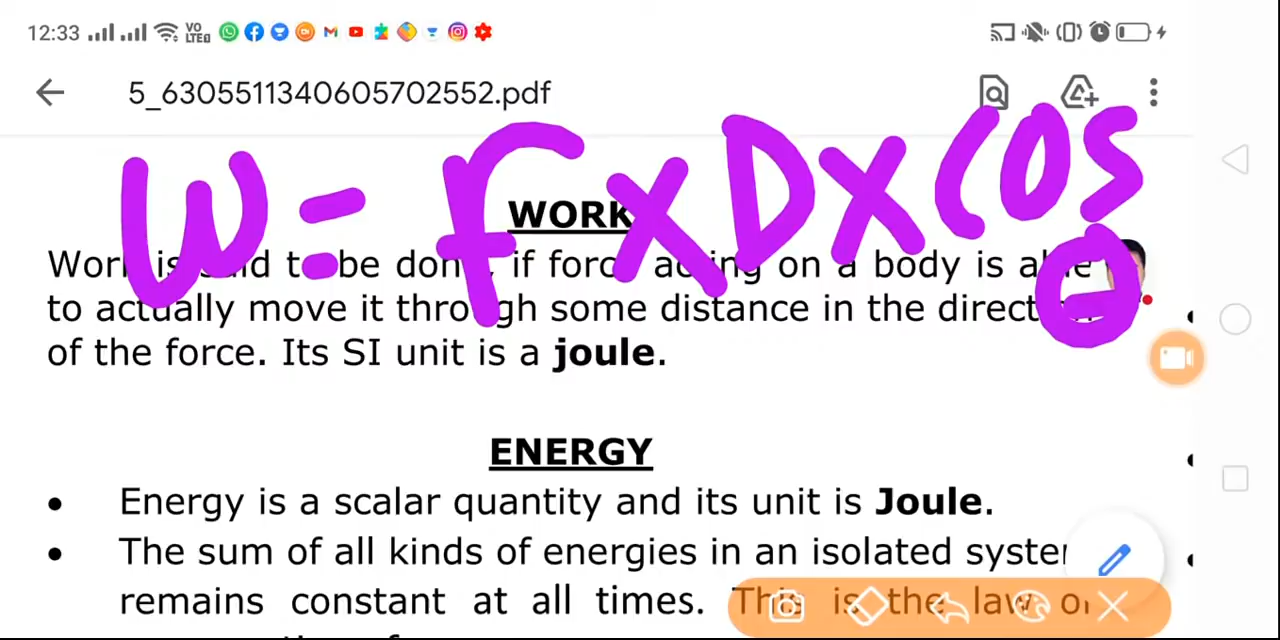 12:33 VO LTE1
5_6305511340605702552.pdf
W = F x D x cos θ
WORK
Work is said to be done, if force acting on a body is able
to actually move it through some distance in the direction
of the force. Its SI unit is a joule.
ENERGY
• Energy is a scalar quantity and its unit is Joule.
• The sum of all kinds of energies in an isolated system
remains constant at all times. This is the law of